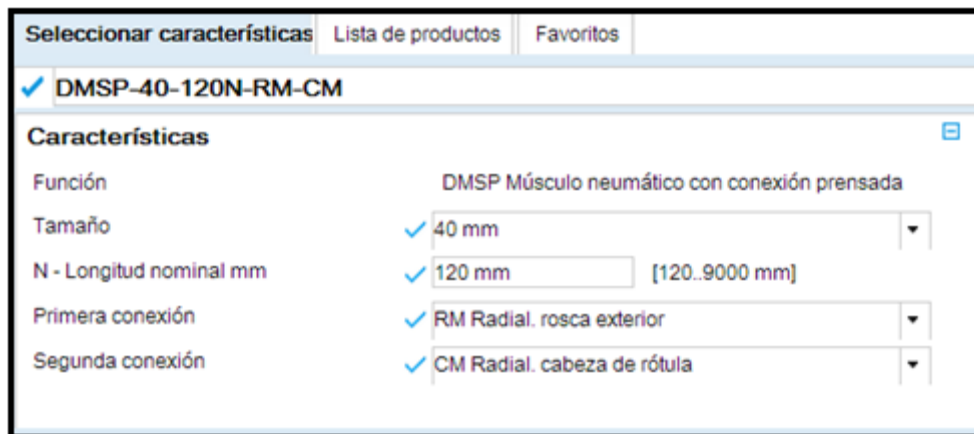 Seleccionar características Lista de productos Favoritos
DMSP-40-120N-RM-CM
Características
Función DMSP Músculo neumático con conexión prensada
Tamaño 40 mm
N - Longitud nominal mm 120 mm [120..9000 mm]
Primera conexión RM Radial. rosca exterior
Segunda conexión CM Radial. cabeza de rótula